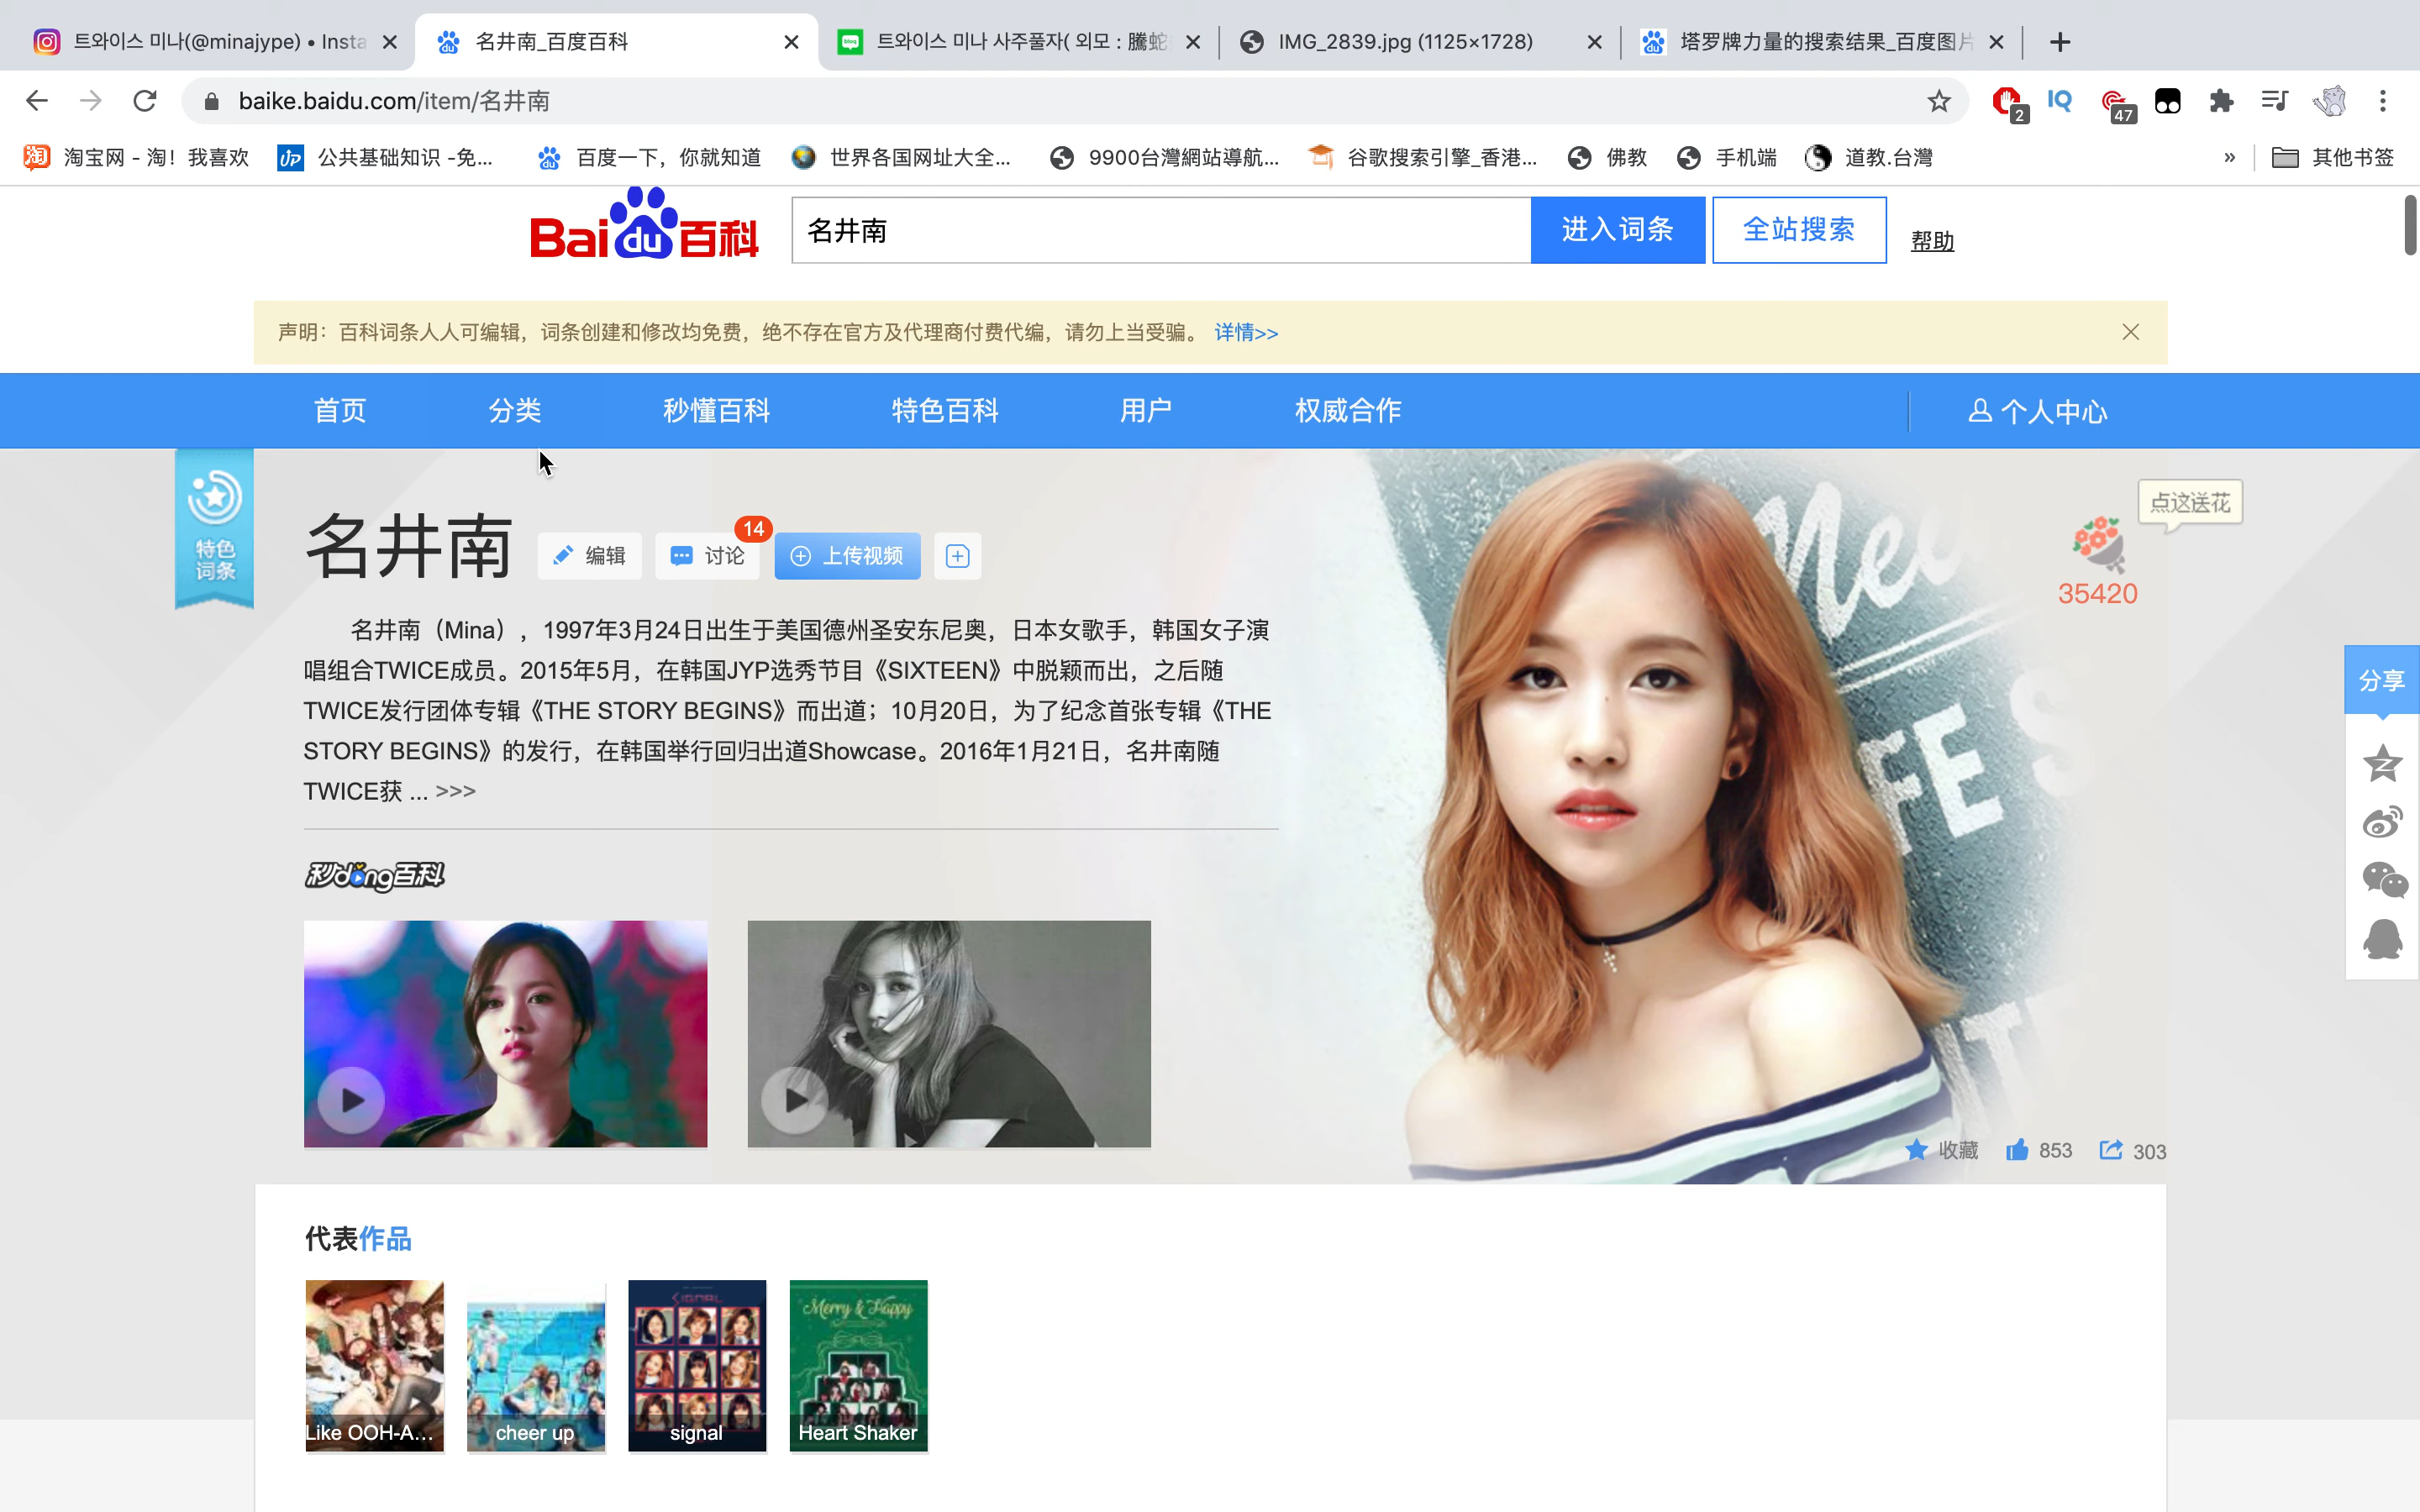 트와이스 미나(@minajype) • Insta
名井南_百度百科
트와이스 미나 사주풀자( 외모 : 騰蛇
IMG_2839.jpg (1125×1728)
塔罗牌力量的搜索结果_百度图片
baike.baidu.com/item/名井南
2
IQ
47
淘 淘宝网 - 淘！我喜欢
UP 公共基础知识 -免...
du 百度一下，你就知道
世界各国网址大全...
9900台灣網站導航...
谷歌搜索引擎_香港...
佛教
手机端
道教.台灣
»
其他书签
Bai du 百科
名井南
进入词条
全站搜索
帮助
声明：百科词条人人可编辑，词条创建和修改均免费，绝不存在官方及代理商付费代编，请勿上当受骗。 详情>>
首页 分类 秒懂百科 特色百科 用户 权威合作 个人中心
特色
词条
名井南
编辑
讨论
14
上传视频
点这送花
35420
名井南（Mina），1997年3月24日出生于美国德州圣安东尼奥，日本女歌手，韩国女子演
唱组合TWICE成员。2015年5月，在韩国JYP选秀节目《SIXTEEN》中脱颖而出，之后随
TWICE发行团体专辑《THE STORY BEGINS》而出道；10月20日，为了纪念首张专辑《THE
STORY BEGINS》的发行，在韩国举行回归出道Showcase。2016年1月21日，名井南随
TWICE获 ... >>>
秒dong百科
分享
收藏 853 303
代表作品
Like OOH-A...
cheer up
SIGNAL
signal
Merry & Happy
Heart Shaker